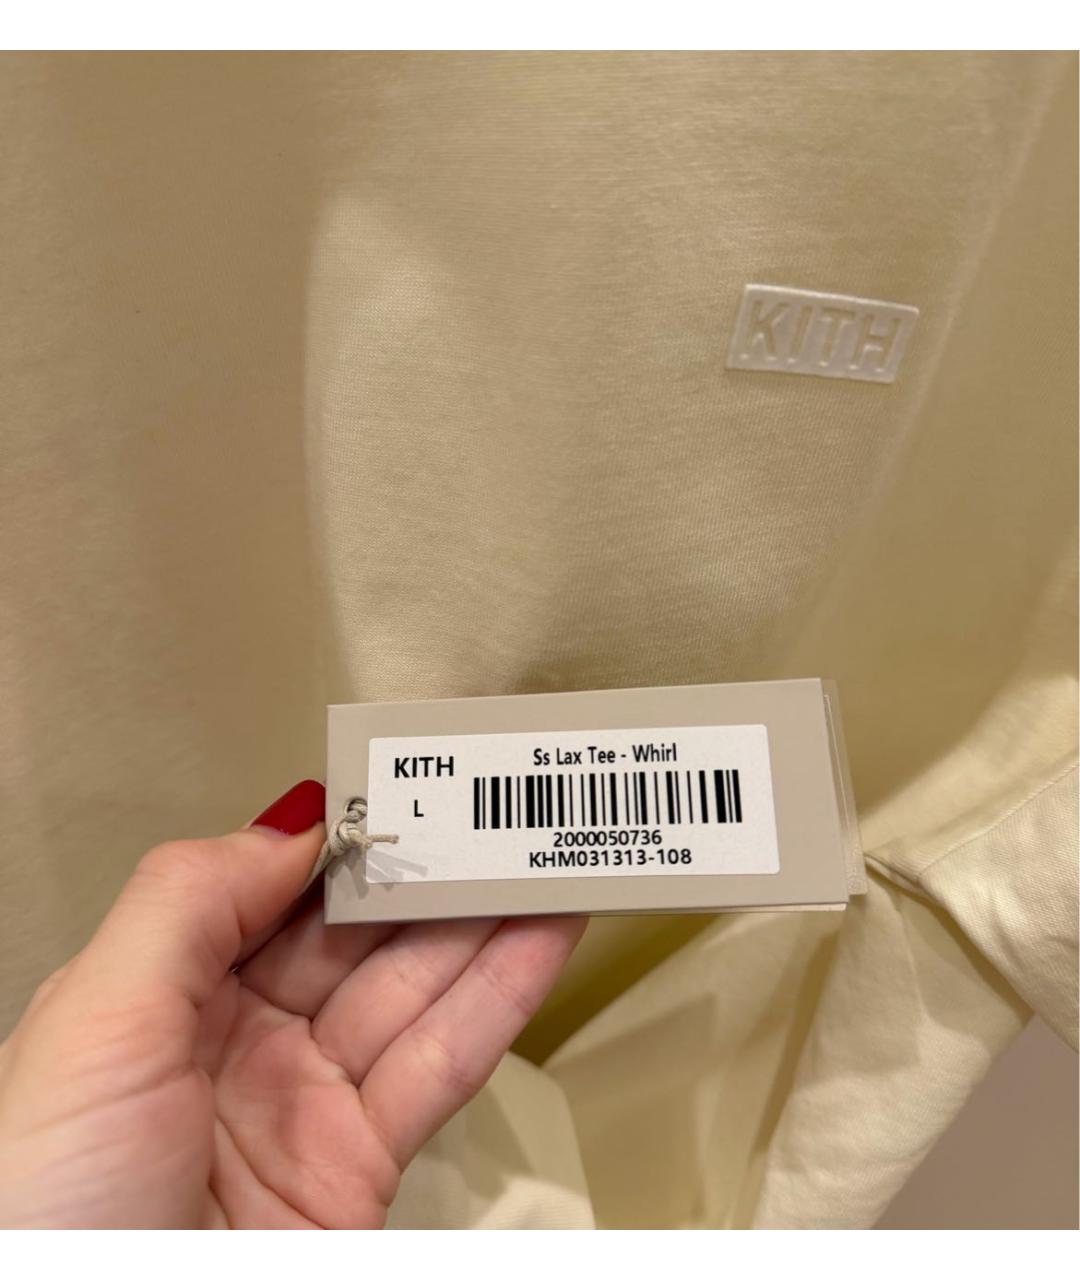 KITH
KITH
L
Ss Lax Tee - Whirl
2000050736
KHM031313-108